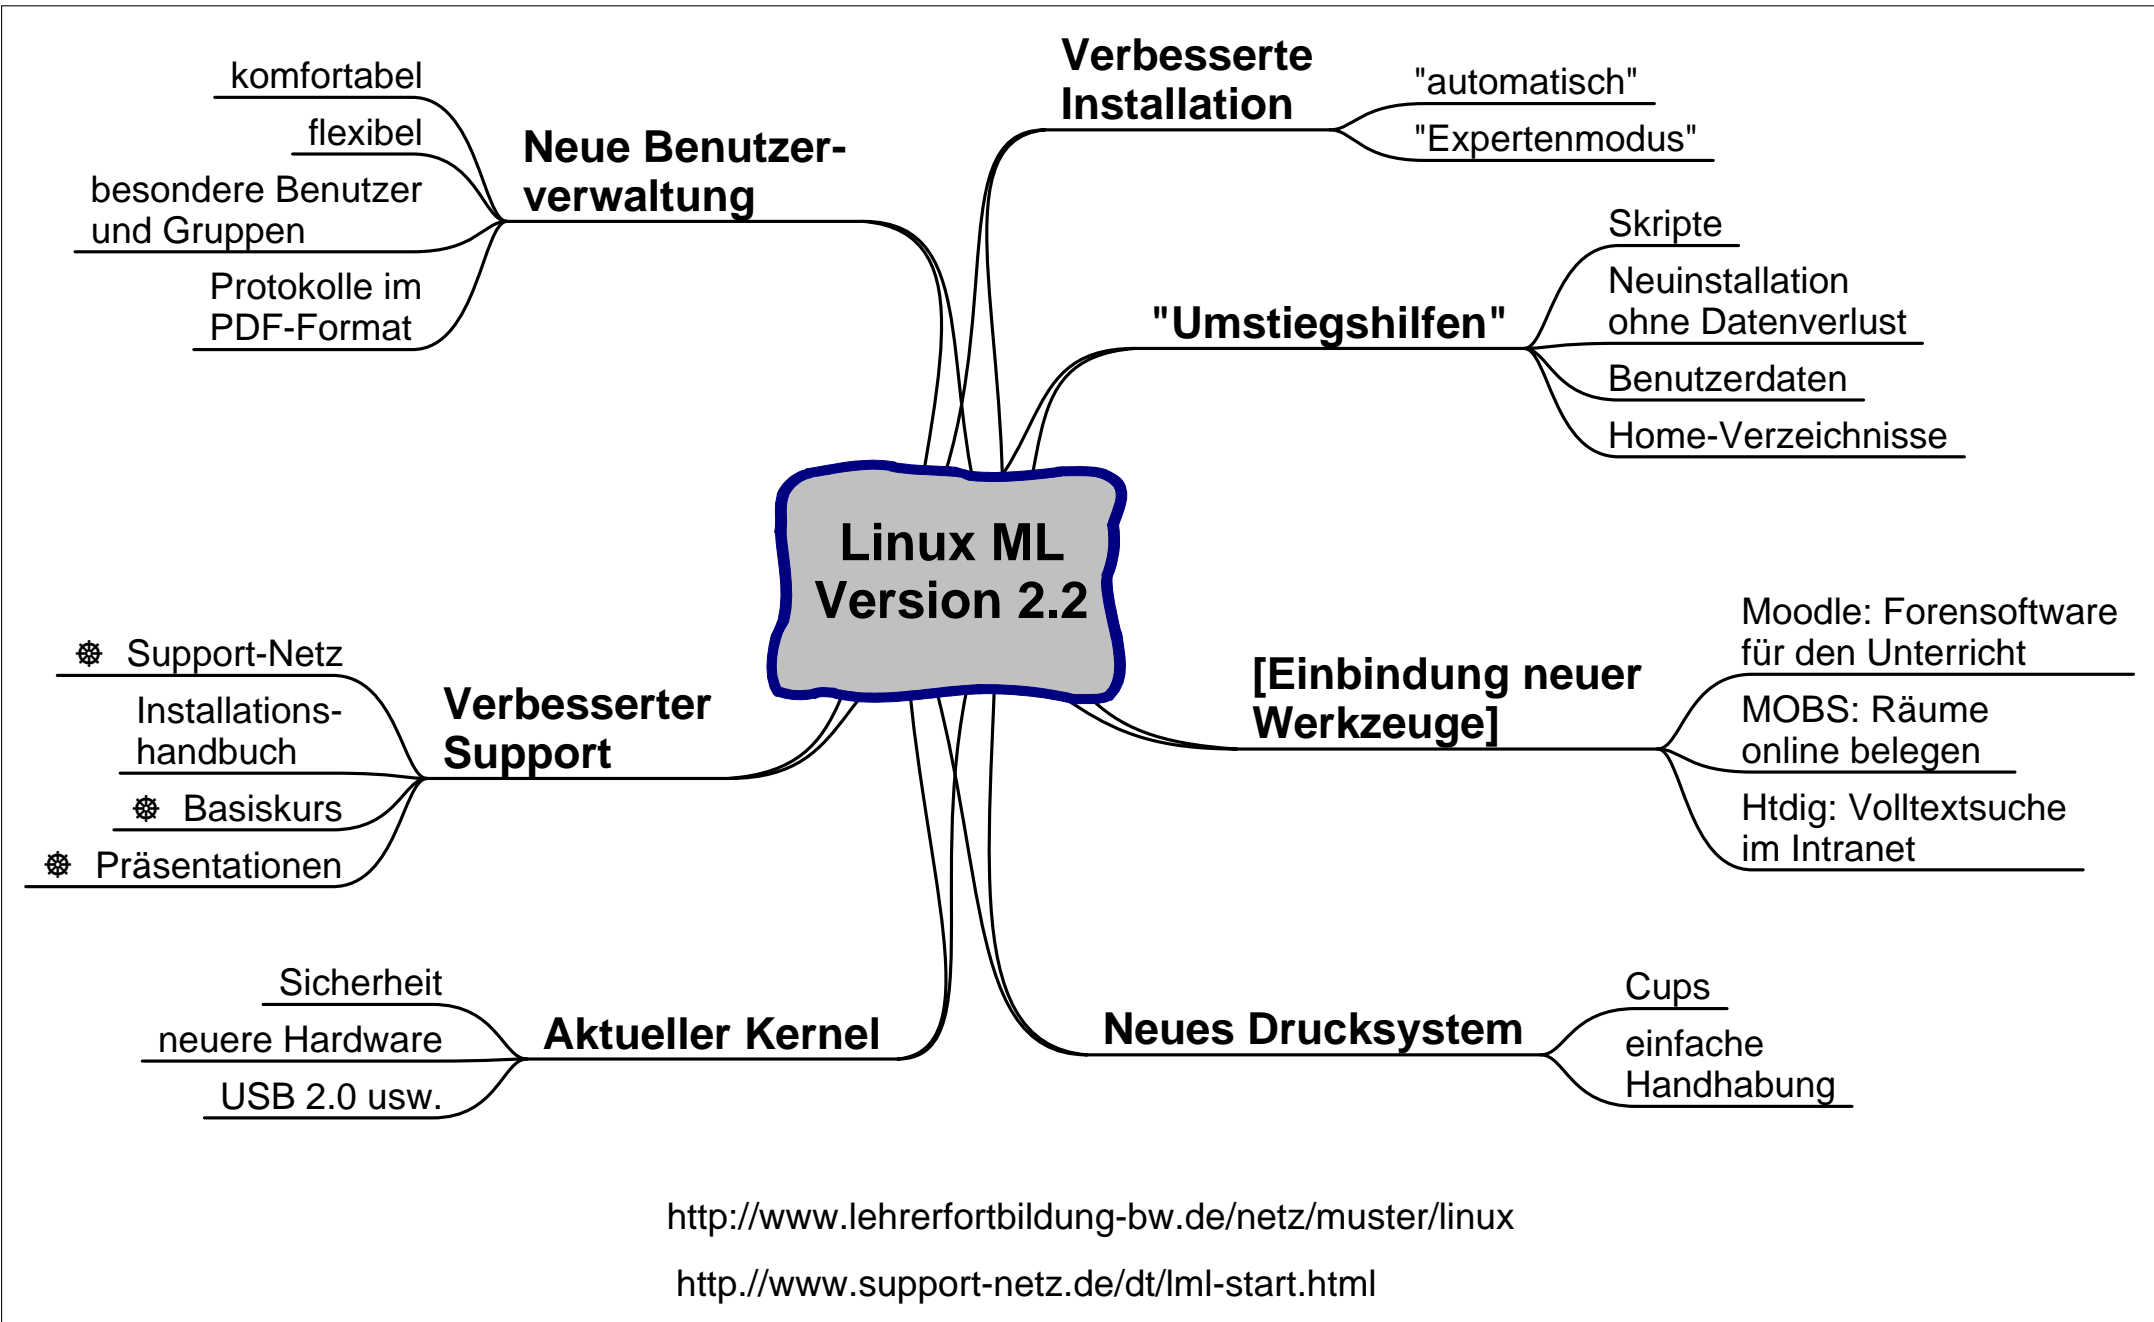 Linux ML
Version 2.2
Verbesserte
Installation
"automatisch"
"Expertenmodus"
"Umstiegshilfen"
Skripte
Neuinstallation
ohne Datenverlust
Benutzerdaten
Home-Verzeichnisse
[Einbindung neuer
Werkzeuge]
Moodle: Forensoftware
für den Unterricht
MOBS: Räume
online belegen
Htdig: Volltextsuche
im Intranet
Neues Drucksystem
Cups
einfache
Handhabung
Aktueller Kernel
Sicherheit
neuere Hardware
USB 2.0 usw.
Verbesserter
Support
Support-Netz
Installations-
handbuch
Basiskurs
Präsentationen
Neue Benutzer-
verwaltung
komfortabel
flexibel
besondere Benutzer
und Gruppen
Protokolle im
PDF-Format
http://www.lehrerfortbildung-bw.de/netz/muster/linux
http.//www.support-netz.de/dt/lml-start.html